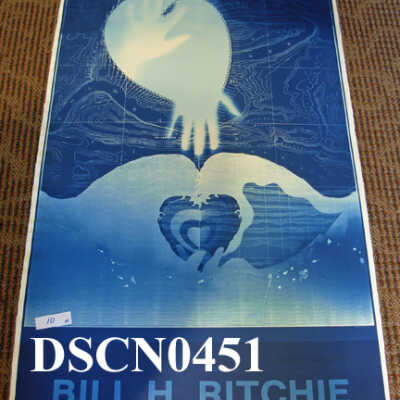 10
DSCN0451
BILL H. RITCHIE